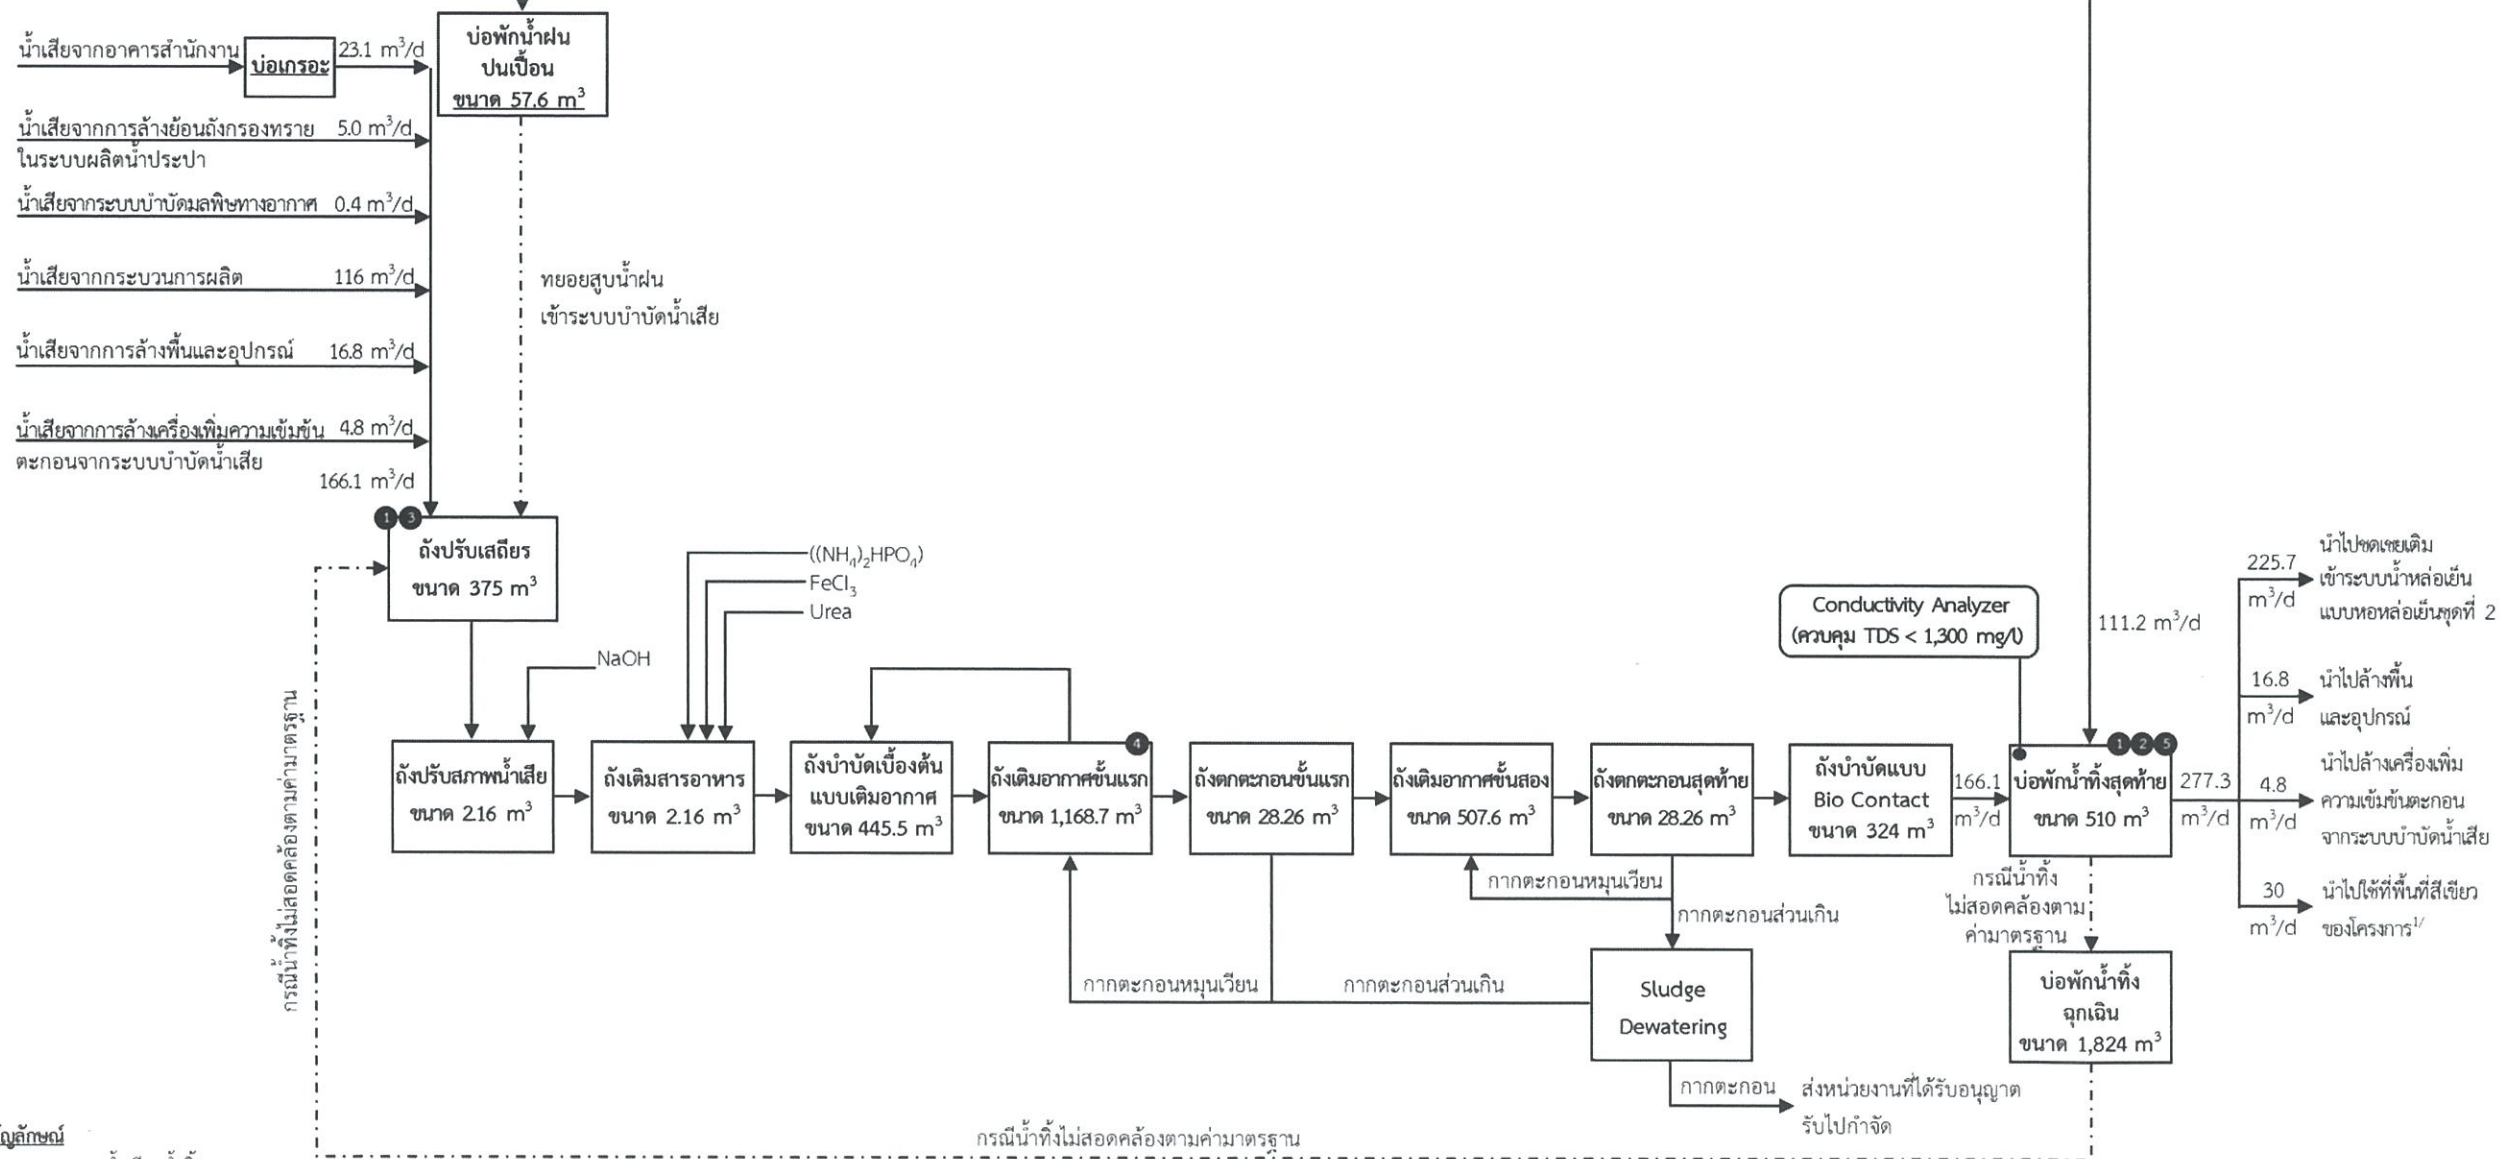 น้ำเสียจากอาคารสำนักงาน
บ่อเกรอะ
23.1 m³/d
บ่อพักน้ำฝน
ปนเปื้อน
ขนาด 57.6 m³
น้ำเสียจากการล้างย้อนถังกรองทราย 5.0 m³/d
ในระบบผลิตน้ำประปา
น้ำเสียจากระบบบำบัดมลพิษทางอากาศ 0.4 m³/d
น้ำเสียจากกระบวนการผลิต 116 m³/d
น้ำเสียจากการล้างพื้นและอุปกรณ์ 16.8 m³/d
น้ำเสียจากการล้างเครื่องเพิ่มความเข้มข้น 4.8 m³/d
ตะกอนจากระบบบำบัดน้ำเสีย
166.1 m³/d
ทยอยสูบน้ำฝน
เข้าระบบบำบัดน้ำเสีย
1 3
ถังปรับเสถียร
ขนาด 375 m³
((NH₄)₂HPO₄)
FeCl₃
Urea
NaOH
ถังปรับสภาพน้ำเสีย
ขนาด 2.16 m³
ถังเติมสารอาหาร
ขนาด 2.16 m³
ถังบำบัดเบื้องต้น
แบบเติมอากาศ
ขนาด 445.5 m³
4
ถังเติมอากาศขั้นแรก
ขนาด 1,168.7 m³
ถังตกตะกอนขั้นแรก
ขนาด 28.26 m³
ถังเติมอากาศขั้นสอง
ขนาด 507.6 m³
ถังตกตะกอนสุดท้าย
ขนาด 28.26 m³
ถังบำบัดแบบ
Bio Contact
ขนาด 324 m³
166.1
m³/d
Conductivity Analyzer
(ควบคุม TDS < 1,300 mg/l)
111.2 m³/d
1 2 5
บ่อพักน้ำทิ้งสุดท้าย
ขนาด 510 m³
277.3
m³/d
225.7
m³/d
นำไปชดเชยเติม
เข้าระบบน้ำหล่อเย็น
แบบหอหล่อเย็นชุดที่ 2
16.8
m³/d
นำไปล้างพื้น
และอุปกรณ์
4.8
m³/d
นำไปล้างเครื่องเพิ่ม
ความเข้มข้นตะกอน
จากระบบบำบัดน้ำเสีย
30
m³/d
นำไปใช้ที่พื้นที่สีเขียว
ของโครงการ¹/
กากตะกอนหมุนเวียน
กากตะกอนส่วนเกิน
กากตะกอนหมุนเวียน
กากตะกอนส่วนเกิน
Sludge
Dewatering
กากตะกอน
ส่งหน่วยงานที่ได้รับอนุญาต
รับไปกำจัด
กรณีน้ำทิ้ง
ไม่สอดคล้องตาม
ค่ามาตรฐาน
บ่อพักน้ำทิ้ง
ฉุกเฉิน
ขนาด 1,824 m³
กรณีน้ำทิ้งไม่สอดคล้องตามค่ามาตรฐาน
กรณีน้ำทิ้งไม่สอดคล้องตามค่ามาตรฐาน